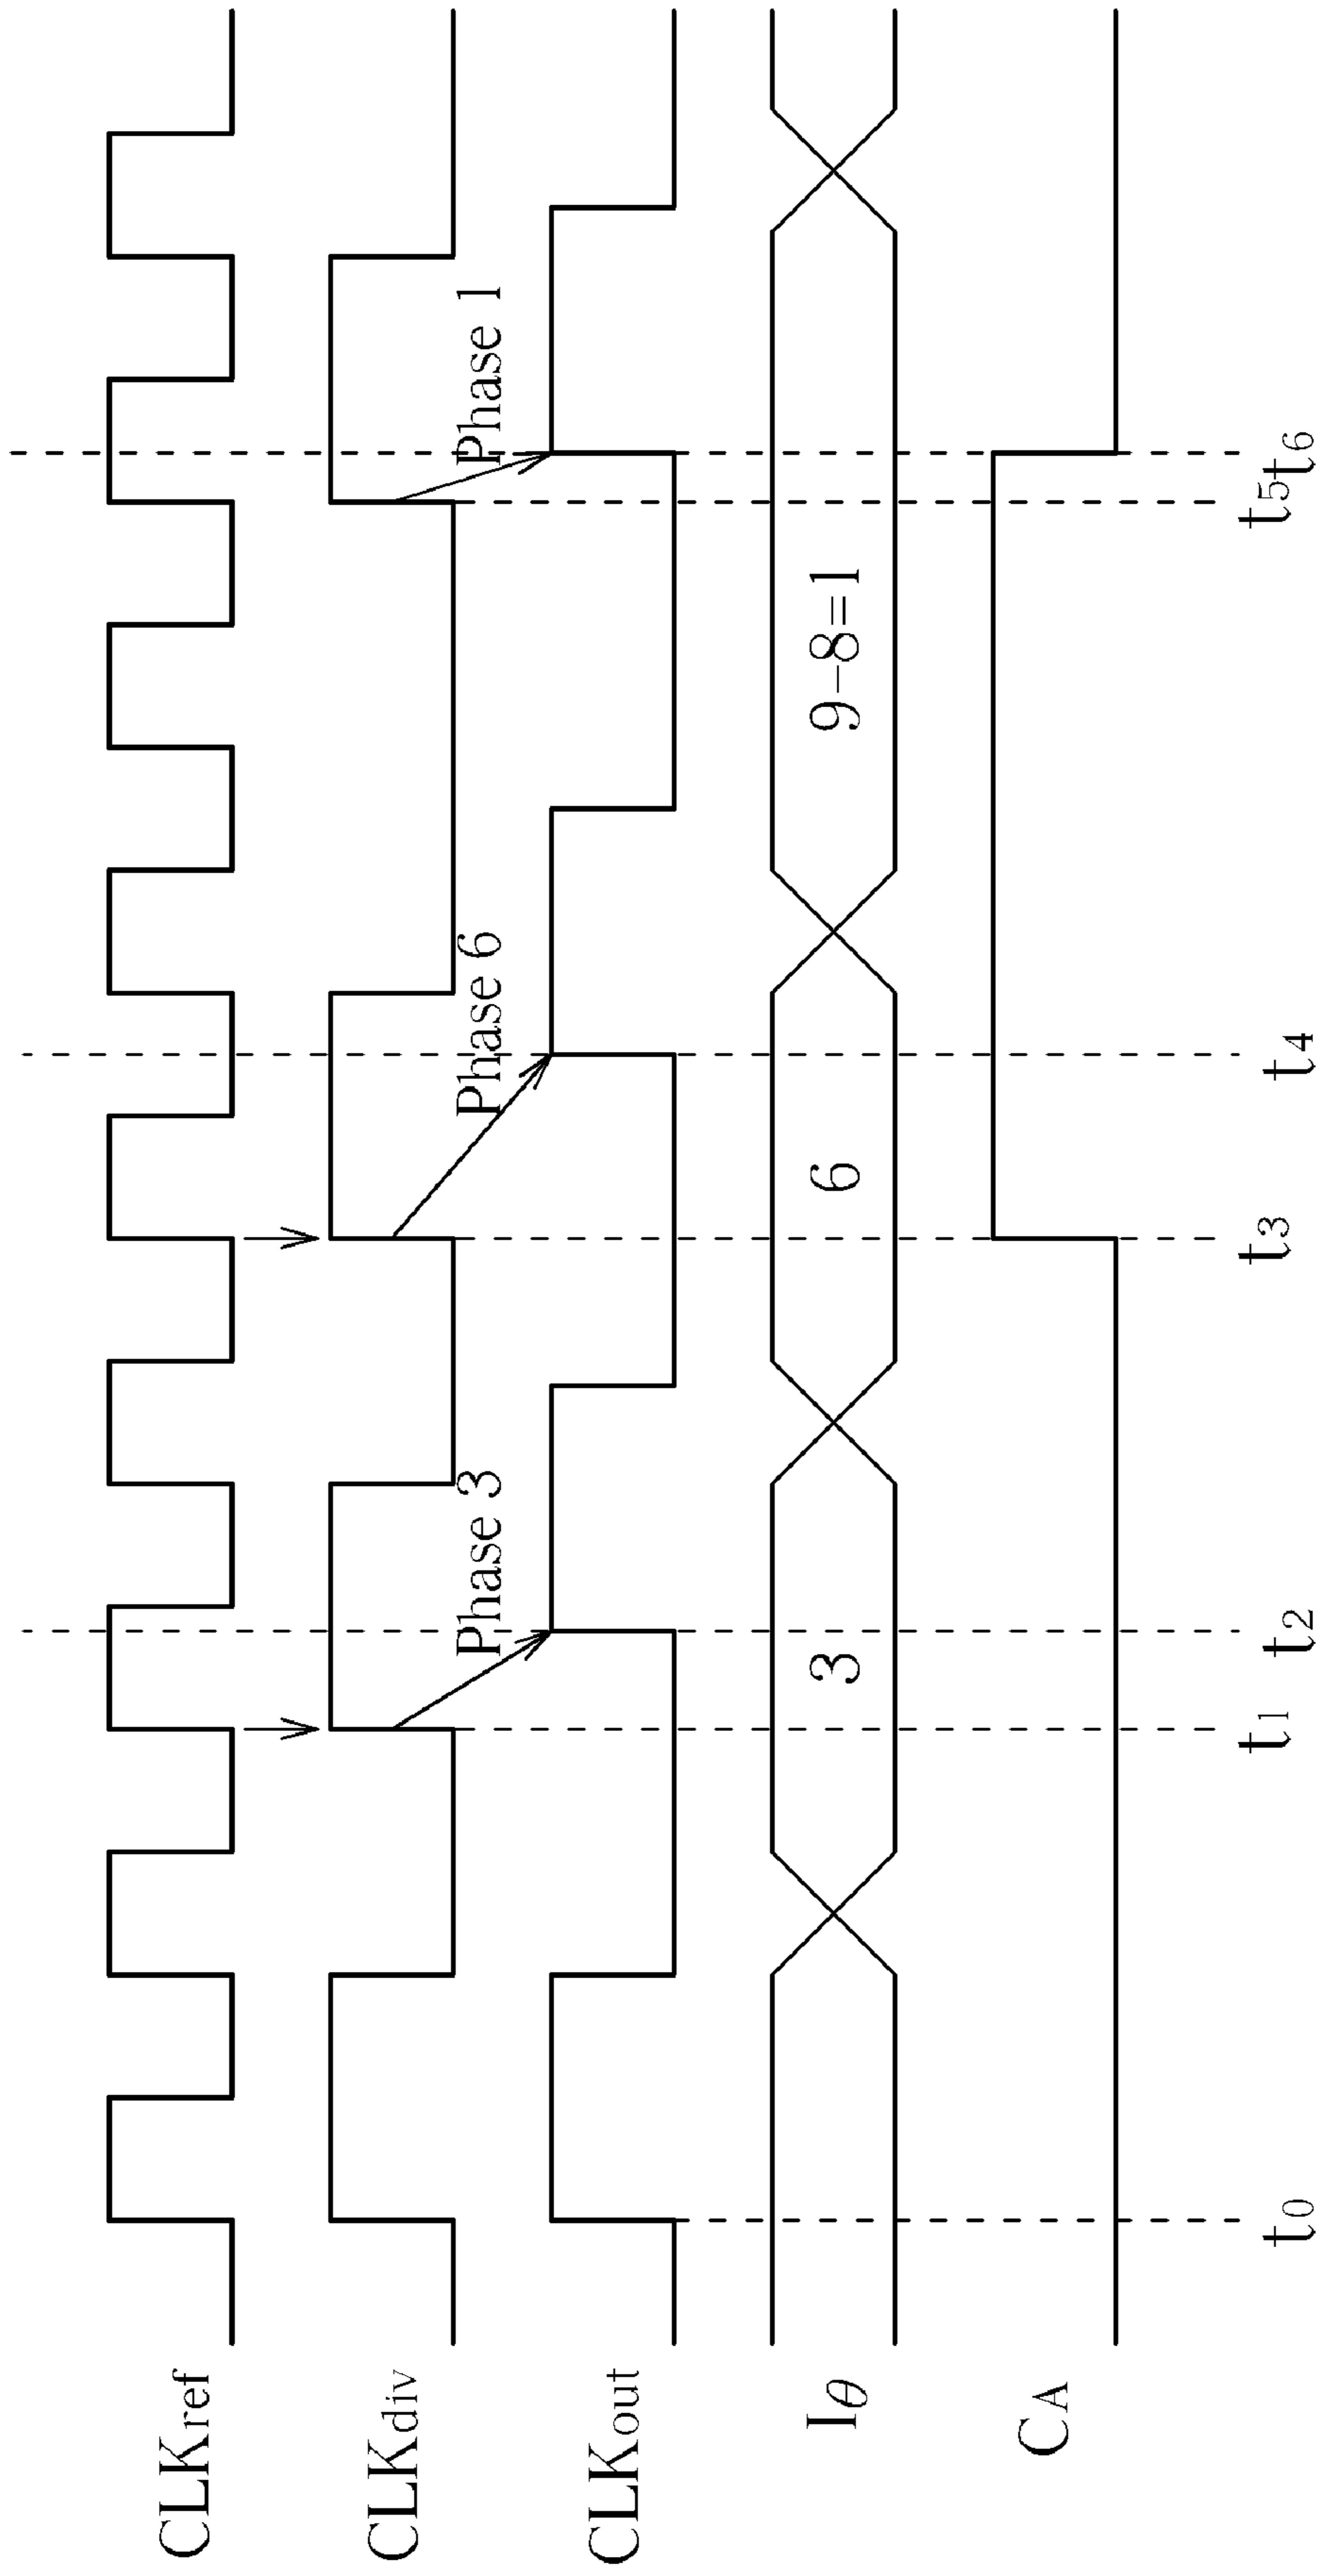 CLKref
CLKdiv
Phase 3
Phase 6
Phase 1
CLKout
Iθ
3
6
9–8=1
CA
t0
t1
t2
t3
t4
t5
t6